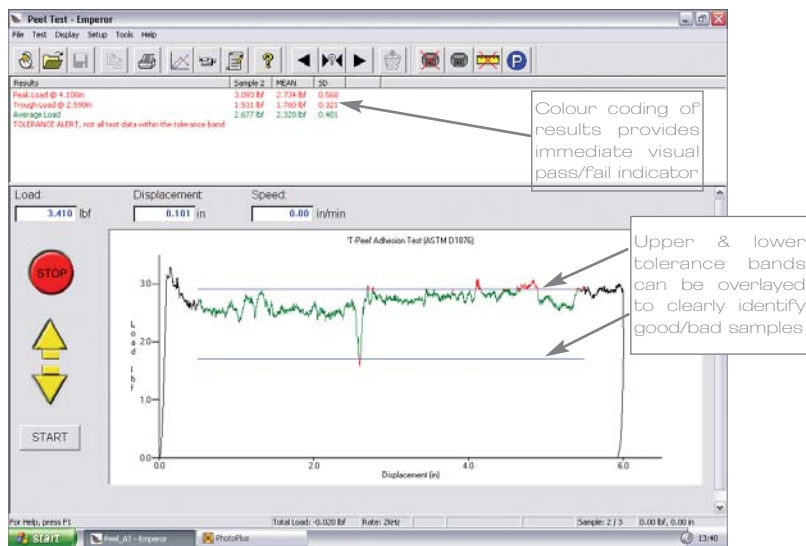 Peel Test - Emperor
File Test Display Setup Tools Help
Results Sample 2 MEAN SD
Peak Load @ 4.100in 3.093 lbf 2.734 lbf 0.568
Trough Load @ 2.590in 1.531 lbf 1.760 lbf 0.321
Average Load 2.677 lbf 2.328 lbf 0.401
TOLERANCE ALERT, not all test data within the tolerance band
Colour coding of
results provides
immediate visual
pass/fail indicator
Load: Displacement: Speed:
3.410 lbf 0.101 in 0.00 in/min
STOP
START
'T-Peel' Adhesion Test (ASTM D1876)
Upper & lower
tolerance bands
can be overlayed
to clearly identify
good/bad samples
Load lbf
3.0
2.0
1.0
0.0
0.0 2.0 4.0 6.0
Displacement (in)
For Help, press F1 Total Load: -0.020 lbf Rate: 2kHz Sample: 2 / 3 0.00 lbf, 0.00 in
start Peel_A1 - Emperor PhotoPlus 13:40